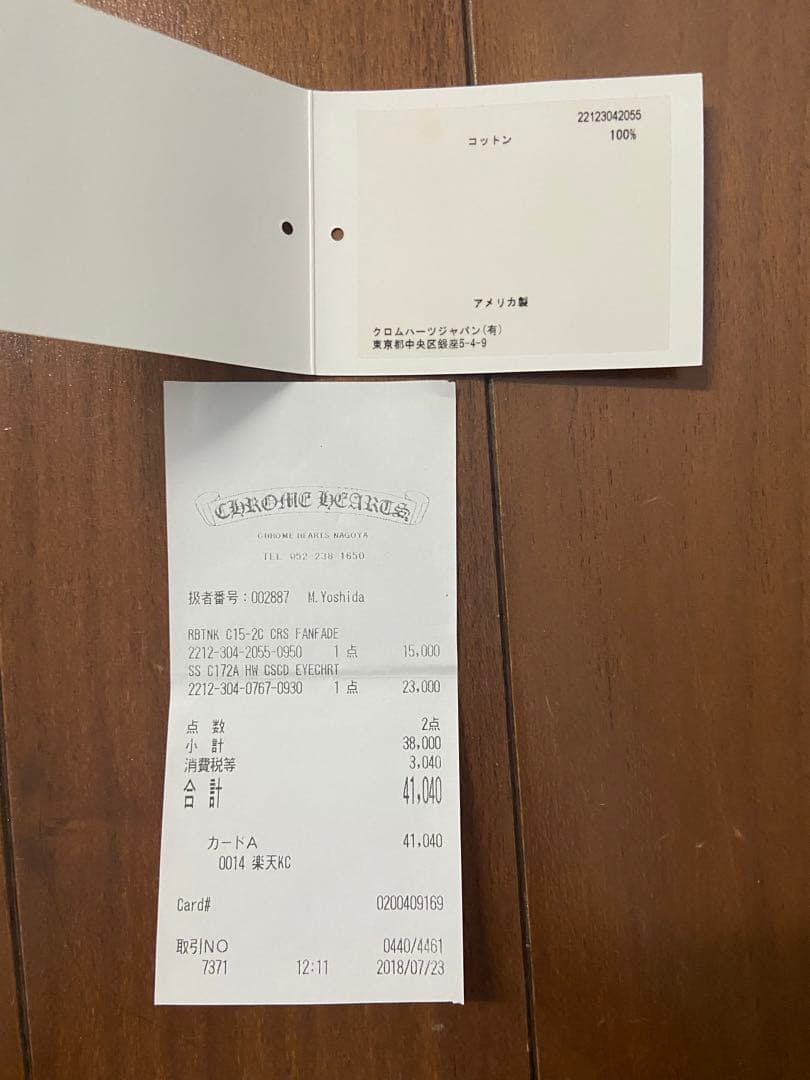 22123042055
コットン 100%
アメリカ製
クロムハーツジャパン(有)
東京都中央区銀座5-4-9
CHROME HEARTS
CHROME HEARTS NAGOYA
TEL 052-238-1650
扱者番号:002887 M.Yoshida
RBTNK C15-2C CRS FANFADE
2212-304-2055-0950 1点 15,000
SS C172A HW CSCD EYECHRT
2212-304-0767-0930 1点 23,000
点 数 2点
小 計 38,000
消費税等 3,040
合 計 41,040
カードA 41,040
0014 楽天KC
Card# 0200409169
取引NO 0440/4461
7371 12:11 2018/07/23